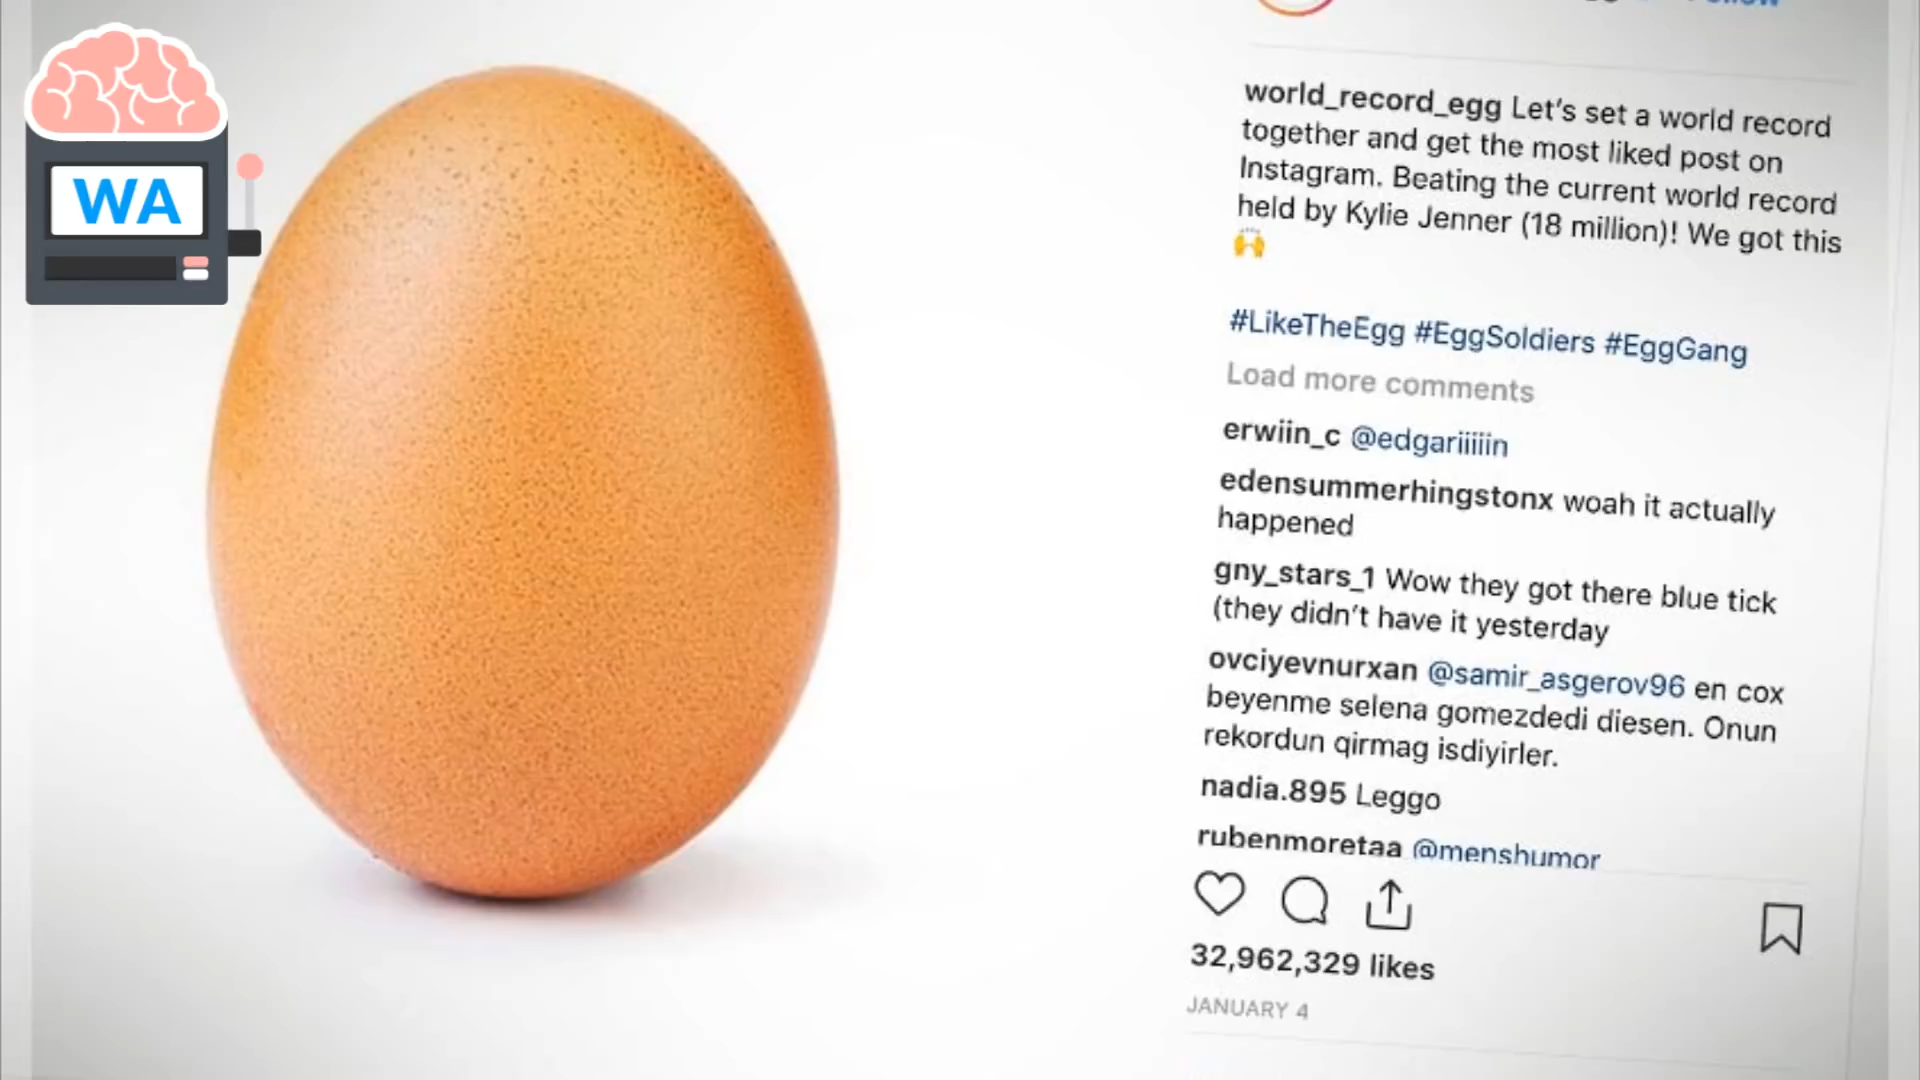 WA
Follow
world_record_egg Let's set a world record
together and get the most liked post on
Instagram. Beating the current world record
held by Kylie Jenner (18 million)! We got this
🙌
#LikeTheEgg #EggSoldiers #EggGang
Load more comments
erwiin_c @edgariiiiin
edensummerhingstonx woah it actually
happened
gny_stars_1 Wow they got there blue tick
(they didn't have it yesterday
ovciyevnurxan @samir_asgerov96 en cox
beyenme selena gomezdedi diesen. Onun
rekordun qirmag isdiyirler.
nadia.895 Leggo
rubenmoretaa @menshumor
32,962,329 likes
JANUARY 4